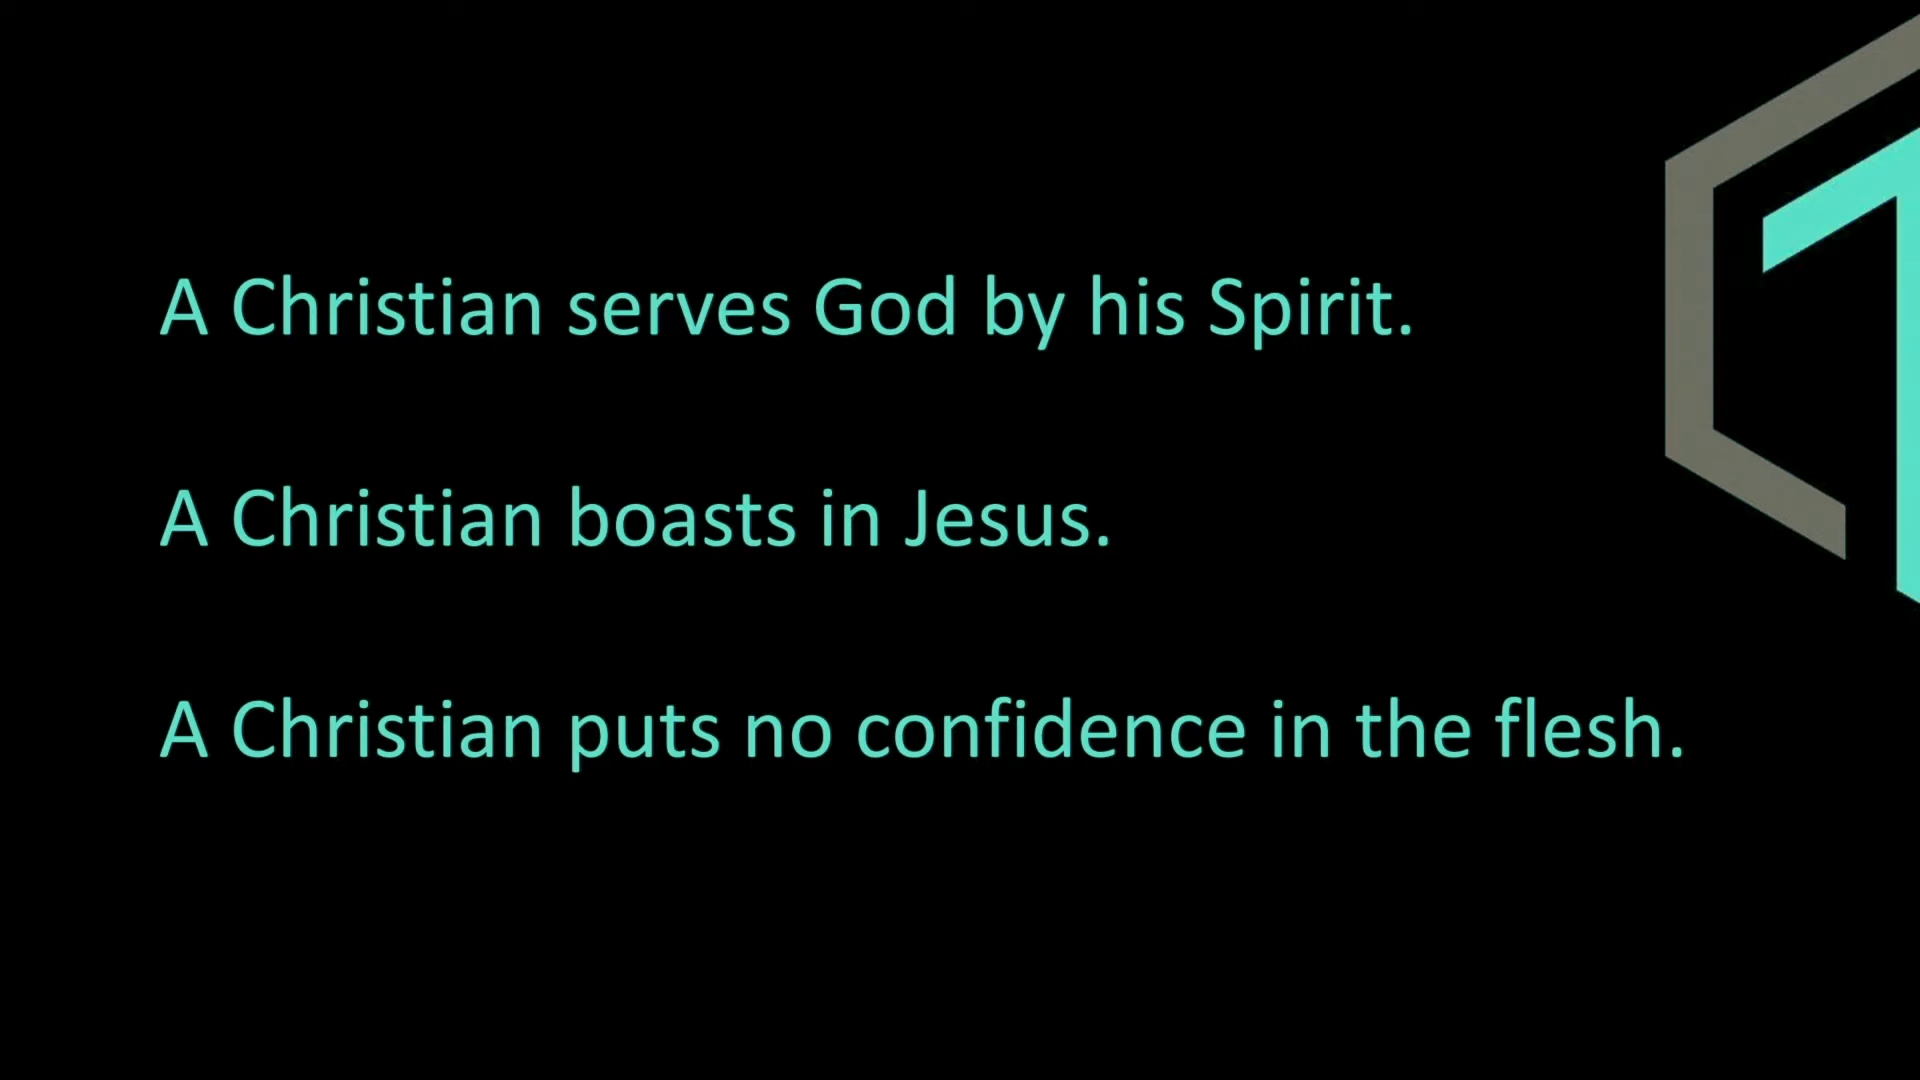 A Christian serves God by his Spirit.
A Christian boasts in Jesus.
A Christian puts no confidence in the flesh.